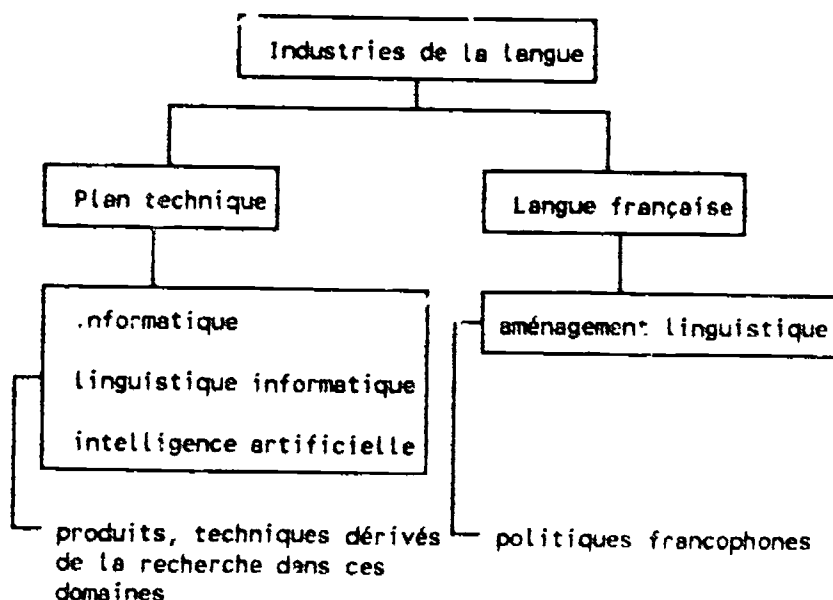 Industries de la langue
Plan technique
Langue française
.nformatique
linguistique informatique
intelligence artificielle
aménagement linguistique
produits, techniques dérivés
de la recherche dans ces
domaines
politiques francophones